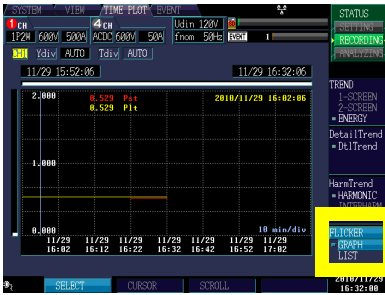 SYSTEM VIEW TIME PLOT EVENT
STATUS
1 CH 4 CH Udin 120V
SETTING
1P2W 600V 500A ACDC 600V 50A fnom 50Hz EVENT 1
RECORDING
ANALYZING
CH1 Ydiv AUTO Tdiv AUTO
11/29 15:52:06 11/29 16:32:06
TREND
1-SCREEN
2-SCREEN
ENERGY
2.000 0.529 Pst 2010/11/29 16:02:06
0.529 Plt
DetailTrend
DtlTrend
1.000
HarmTrend
HARMONIC
INTERHARM
0.000 10 min/div
11/29 11/29 11/29 11/29 11/29 11/29 11/29
16:02 16:12 16:22 16:32 16:42 16:52 17:02
FLICKER
GRAPH
LIST
SELECT CURSOR SCROLL
2010/11/29
16:32:00